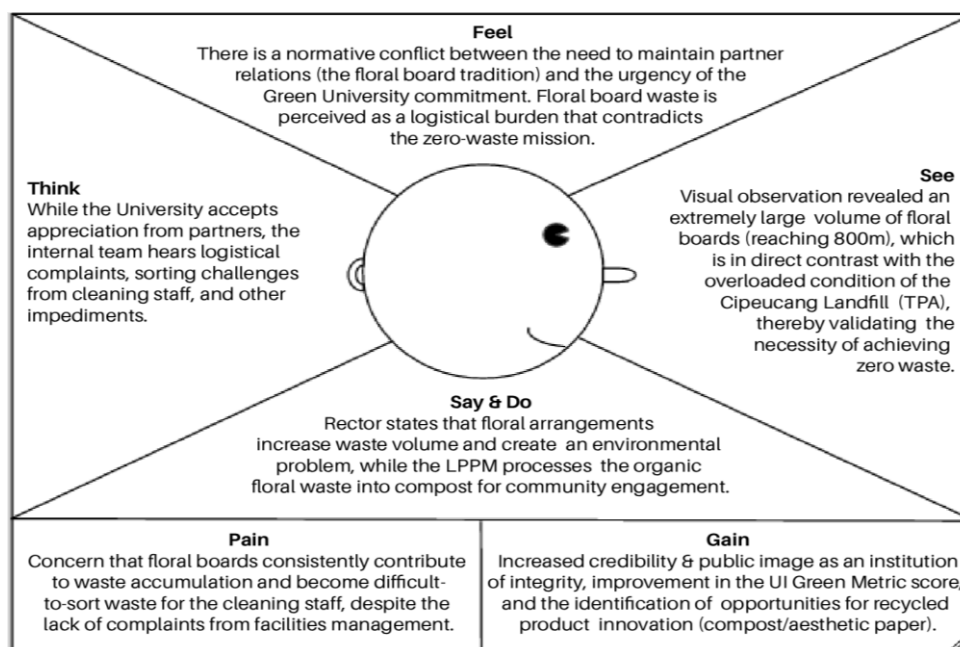 Feel
There is a normative conflict between the need to maintain partner
relations (the floral board tradition) and the urgency of the
Green University commitment. Floral board waste is
perceived as a logistical burden that contradicts
the zero-waste mission.
Think
While the University accepts
appreciation from partners, the
internal team hears logistical
complaints, sorting challenges
from cleaning staff, and other
impediments.
See
Visual observation revealed an
extremely large volume of floral
boards (reaching 800m), which
is in direct contrast with the
overloaded condition of the
Cipeucang Landfill (TPA),
thereby validating the
necessity of achieving
zero waste.
Say & Do
Rector states that floral arrangements
increase waste volume and create an environmental
problem, while the LPPM processes the organic
floral waste into compost for community engagement.
Pain
Concern that floral boards consistently contribute
to waste accumulation and become difficult-
to-sort waste for the cleaning staff, despite the
lack of complaints from facilities management.
Gain
Increased credibility & public image as an institution
of integrity, improvement in the UI Green Metric score,
and the identification of opportunities for recycled
product innovation (compost/aesthetic paper).